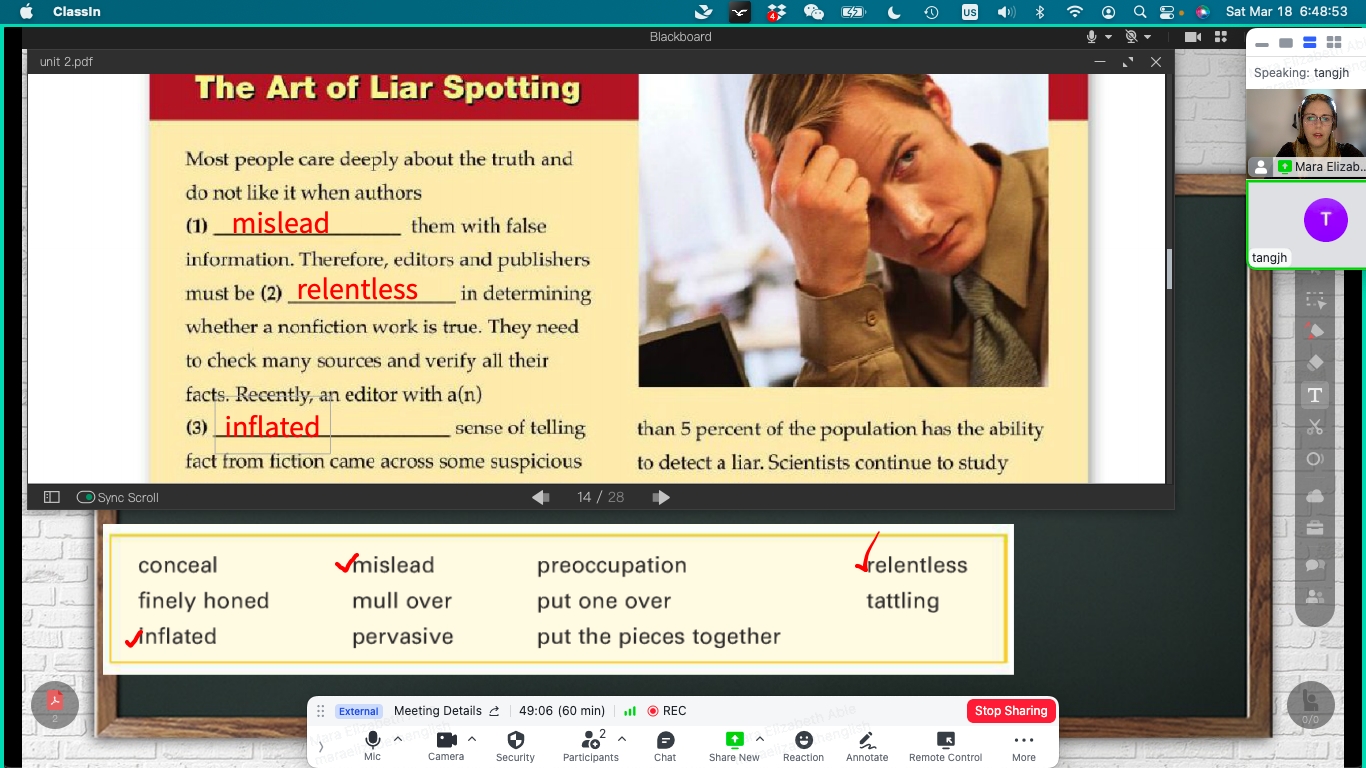 ClassIn
US
Sat Mar 18 6:48:53
4
Blackboard
unit 2.pdf
Speaking: tangjh
Mara Elizab...
T
tangjh
The Art of Liar Spotting
Most people care deeply about the truth and
do not like it when authors
(1) mislead them with false
information. Therefore, editors and publishers
must be (2) relentless in determining
whether a nonfiction work is true. They need
to check many sources and verify all their
facts. Recently, an editor with a(n)
(3) inflated sense of telling
fact from fiction came across some suspicious
than 5 percent of the population has the ability
to detect a liar. Scientists continue to study
Sync Scroll
14 / 28
conceal mislead preoccupation relentless
finely honed mull over put one over tattling
inflated pervasive put the pieces together
2
0/0
External Meeting Details 49:06 (60 min) REC Stop Sharing
Mic Camera Security Participants 2 Chat Share New Reaction Annotate Remote Control More